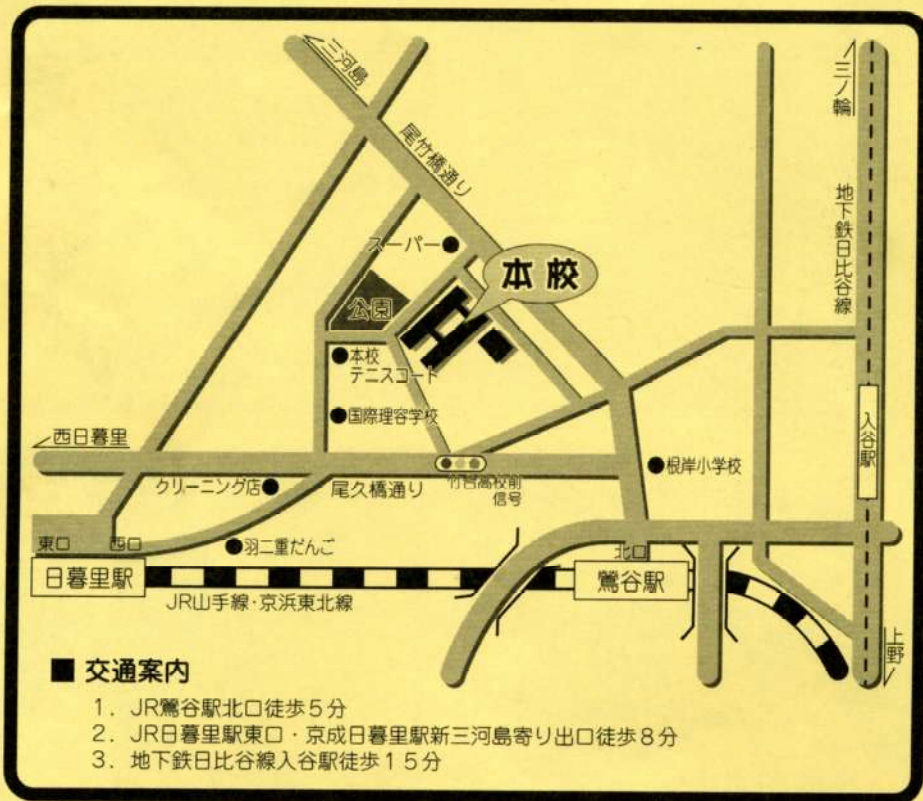 三河島
尾竹橋通り
三ノ輪
地下鉄日比谷線
スーパー
本校
公園
本校
テニスコート
国際理容学校
西日暮里
入谷駅
根岸小学校
クリーニング店
尾久橋通り
竹台高校前
信号
東口
西口
羽二重だんご
北口
日暮里駅
鶯谷駅
JR山手線・京浜東北線
上野
■ 交通案内
1. JR鶯谷駅北口徒歩5分
2. JR日暮里駅東口・京成日暮里駅新三河島寄り出口徒歩8分
3. 地下鉄日比谷線入谷駅徒歩15分